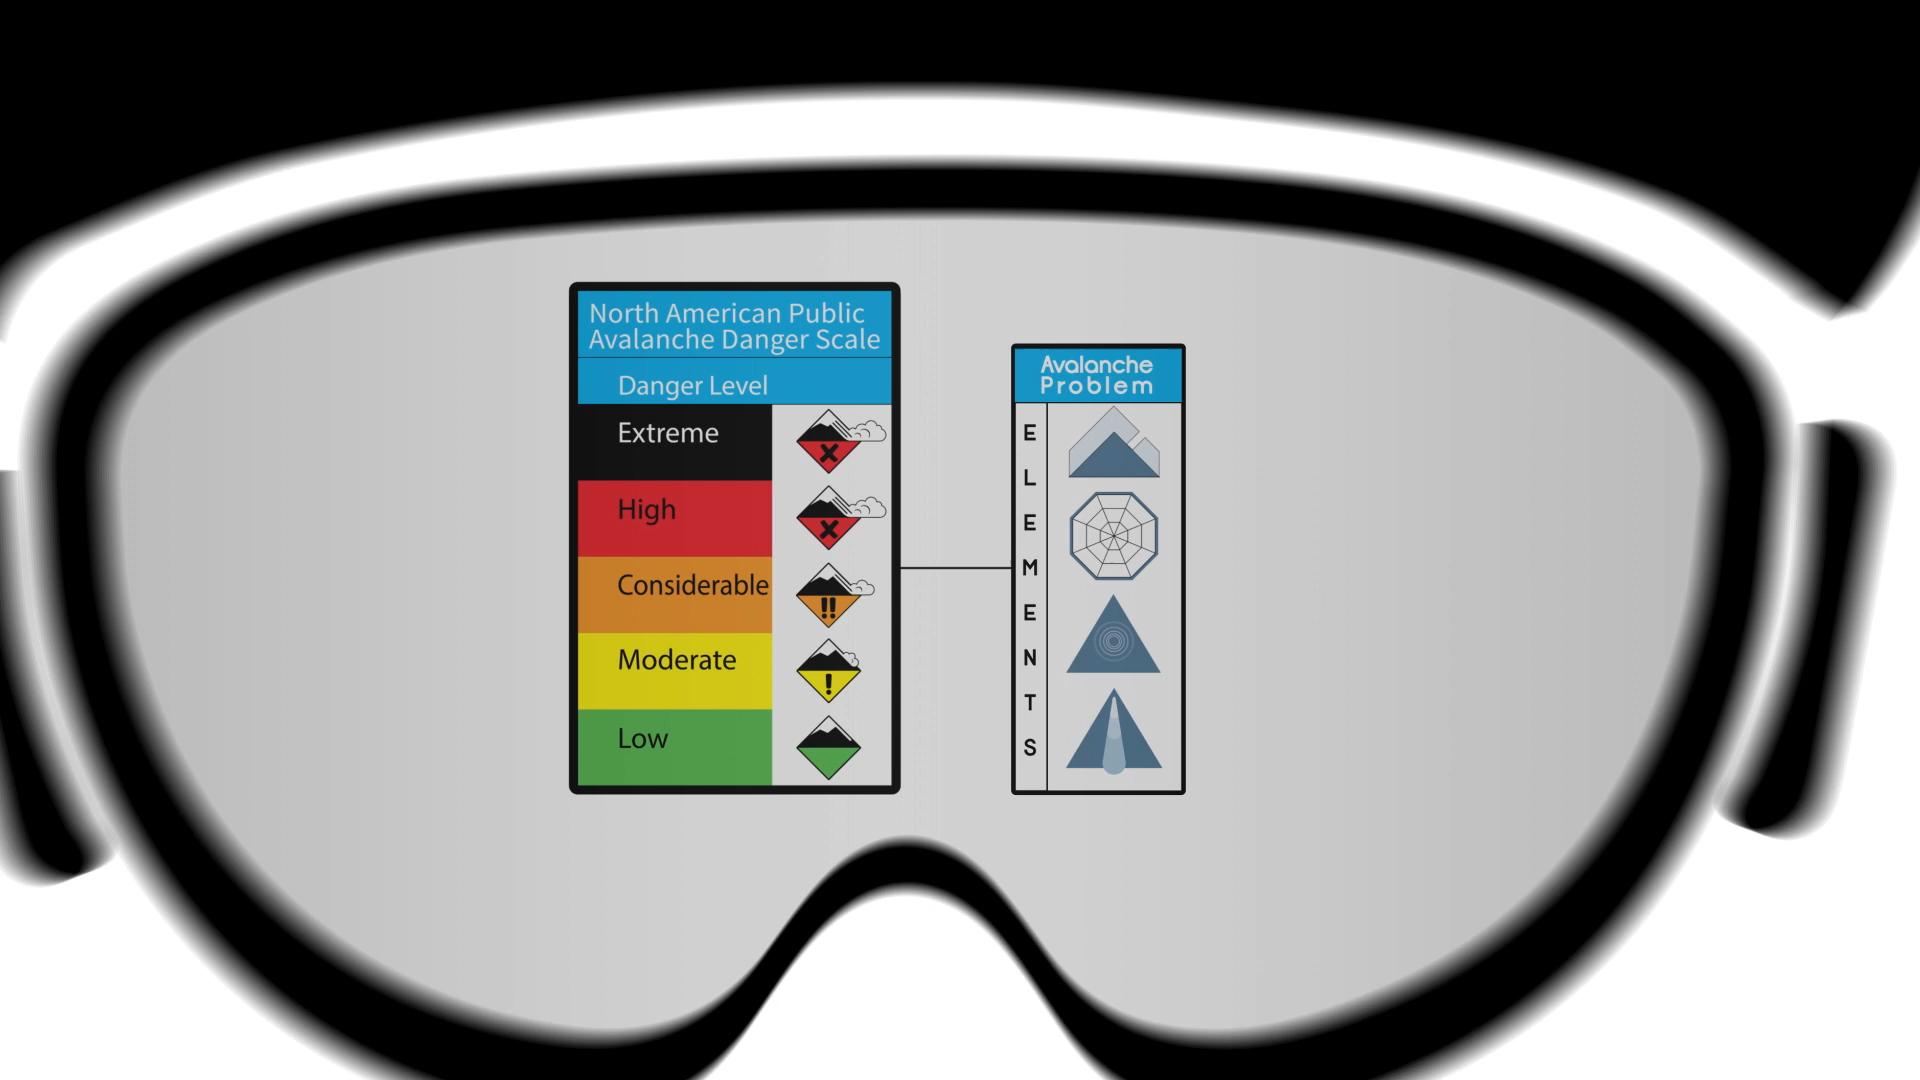 North American Public
Avalanche Danger Scale
Danger Level
Extreme
High
Considerable
Moderate
Low
Avalanche
Problem
E
L
E
M
E
N
T
S